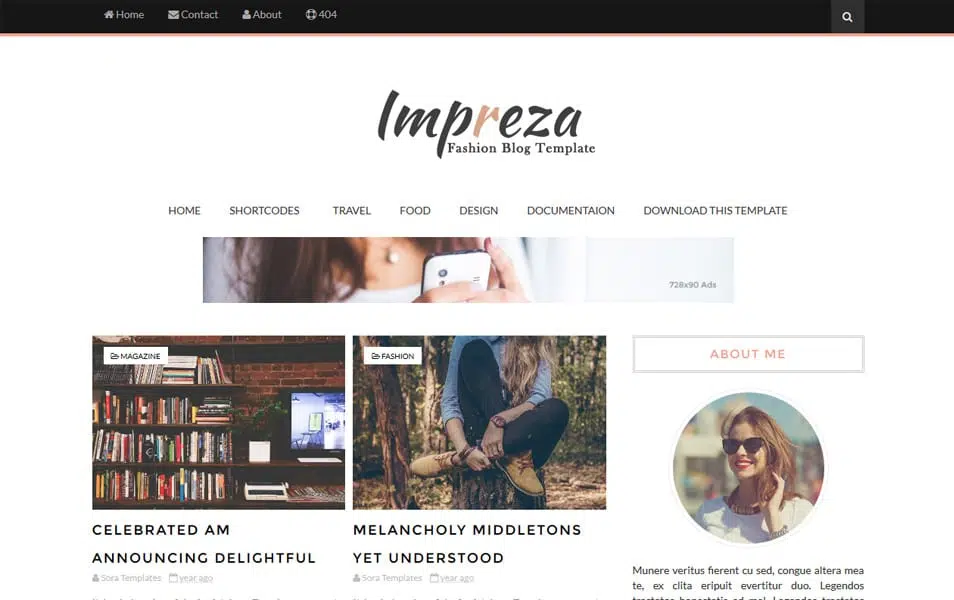 Home Contact About 404
Impreza
Fashion Blog Template
HOME SHORTCODES TRAVEL FOOD DESIGN DOCUMENTAION DOWNLOAD THIS TEMPLATE
728x90 Ads
MAGAZINE
FASHION
CELEBRATED AM
ANNOUNCING DELIGHTFUL
Sora Templates year ago
MELANCHOLY MIDDLETONS
YET UNDERSTOOD
Sora Templates year ago
ABOUT ME
Munere veritus fierent cu sed, congue altera mea
te, ex clita eripuit evertitur duo. Legendos